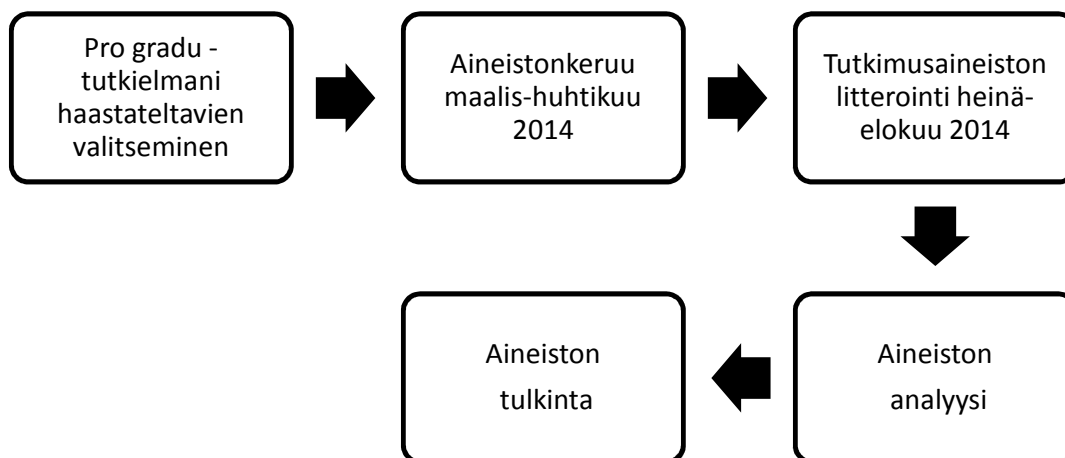 Pro gradu -
tutkielmani
haastateltavien
valitseminen
Aineistonkeruu
maalis-huhtikuu
2014
Tutkimusaineiston
litterointi heinä-
elokuu 2014
Aineiston
analyysi
Aineiston
tulkinta